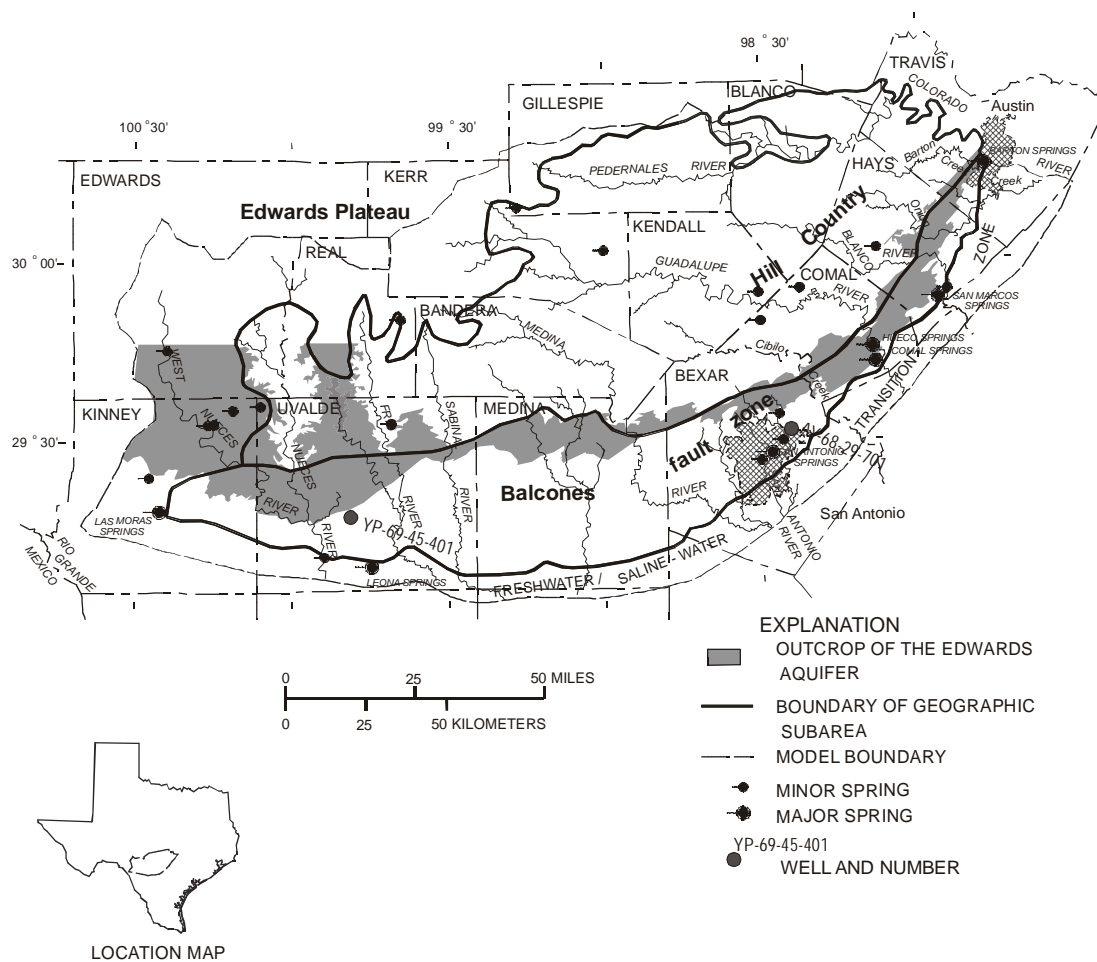 98 ° 30'
TRAVIS
COLORADO
BLANCO
GILLESPIE
Austin
100 ° 30'
99 ° 30'
BARTON SPRINGS
Barton
Creek
RIVER
HAYS
PEDERNALES RIVER
Creek
EDWARDS
KERR
Edwards Plateau
Onion
Country
KENDALL
ZONE
REAL
BLANCO
RIVER
30 ° 00'
GUADALUPE
Hill
COMAL
RIVER
SAN MARCOS
SPRINGS
BANDERA
MEDINA
HUECO SPRINGS
COMAL SPRINGS
Cibilo
Creek
WEST
NUECES
BEXAR
TRANSITION
KINNEY
UVALDE
FRIO
SABINAL
MEDINA
zone
AY-68-29-701
29 ° 30'
fault
ANTONIO
SPRINGS
NUECES
Balcones
RIVER
RIVER
RIVER
RIVER
San Antonio
LAS MORAS
SPRINGS
YP-69-45-401
RIVER
ANTONIO
RIVER
RIO
GRANDE
MEXICO
LEONA SPRINGS
FRESHWATER / SALINE - WATER
EXPLANATION
OUTCROP OF THE EDWARDS
AQUIFER
BOUNDARY OF GEOGRAPHIC
SUBAREA
MODEL BOUNDARY
MINOR SPRING
MAJOR SPRING
YP-69-45-401
WELL AND NUMBER
0 25 50 MILES
0 25 50 KILOMETERS
LOCATION MAP